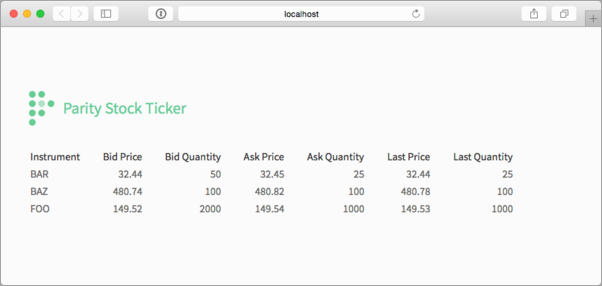 localhost
Parity Stock Ticker
Instrument Bid Price Bid Quantity Ask Price Ask Quantity Last Price Last Quantity
BAR 32.44 50 32.45 25 32.44 25
BAZ 480.74 100 480.82 100 480.78 100
FOO 149.52 2000 149.54 1000 149.53 1000